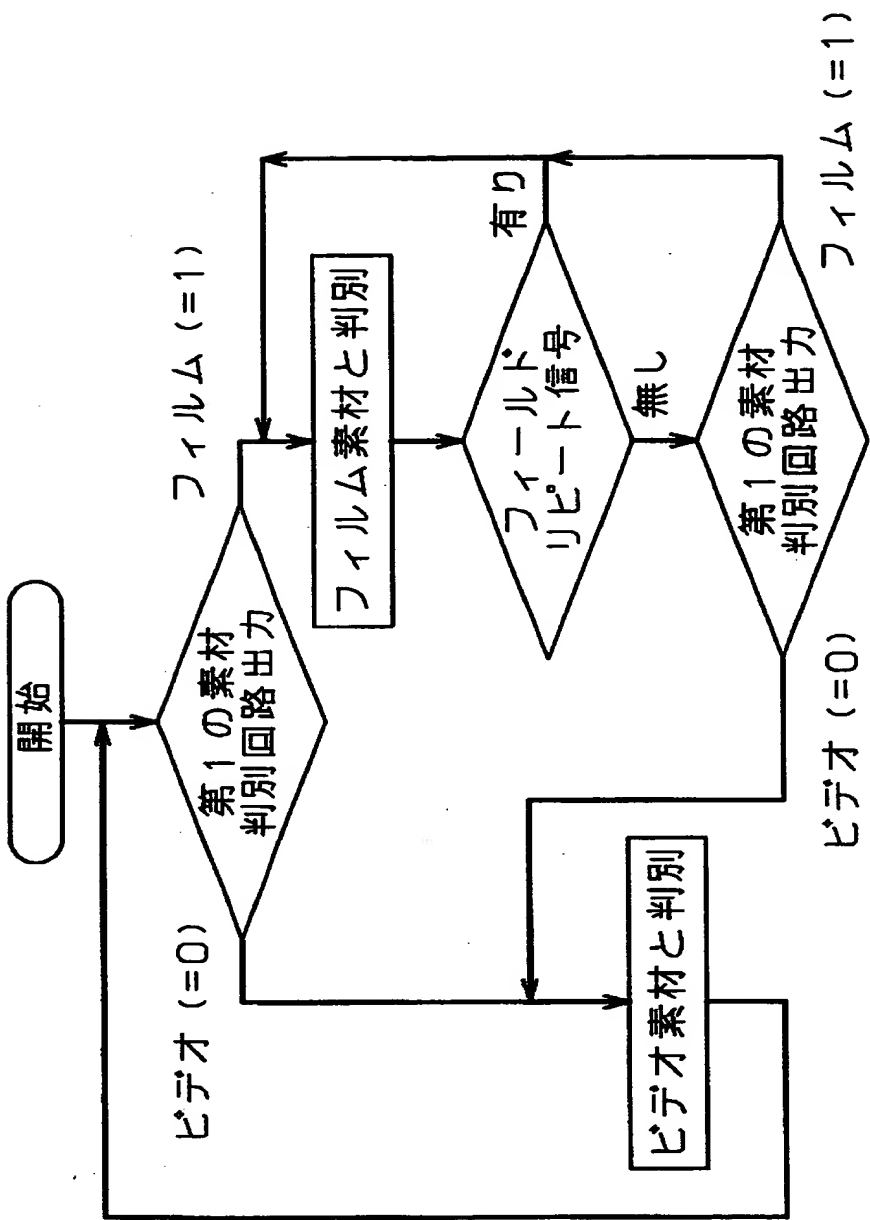 開始
第1の素材
判別回路出力
ビデオ (=0)
フィルム (=1)
フィルム素材と判別
フィールド
リピート信号
有り
無し
第1の素材
判別回路出力
フィルム (=1)
ビデオ (=0)
ビデオ素材と判別